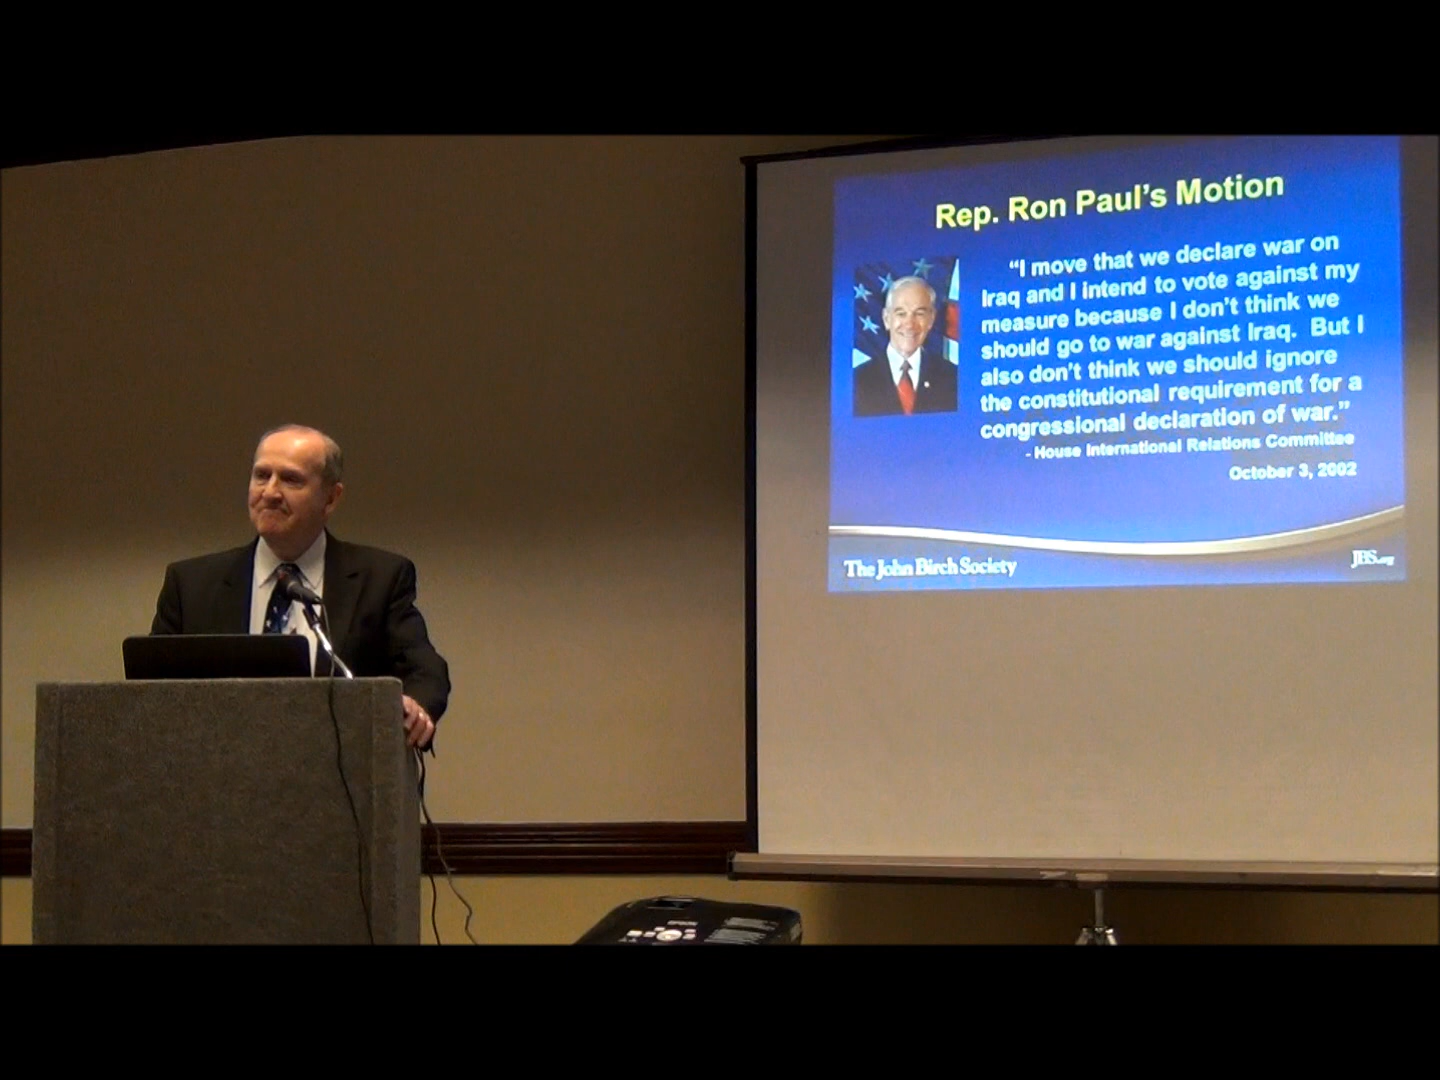 Rep. Ron Paul's Motion
“I move that we declare war on
Iraq and I intend to vote against my
measure because I don't think we
should go to war against Iraq. But I
also don't think we should ignore
the constitutional requirement for a
congressional declaration of war.”
- House International Relations Committee
October 3, 2002
The John Birch Society
JBS.org